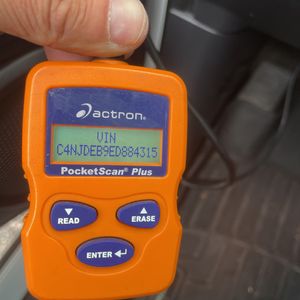 actron®
VIN
C4NJDEB9ED884315
PocketScan® Plus
▼
READ
▲
ERASE
ENTER ↵